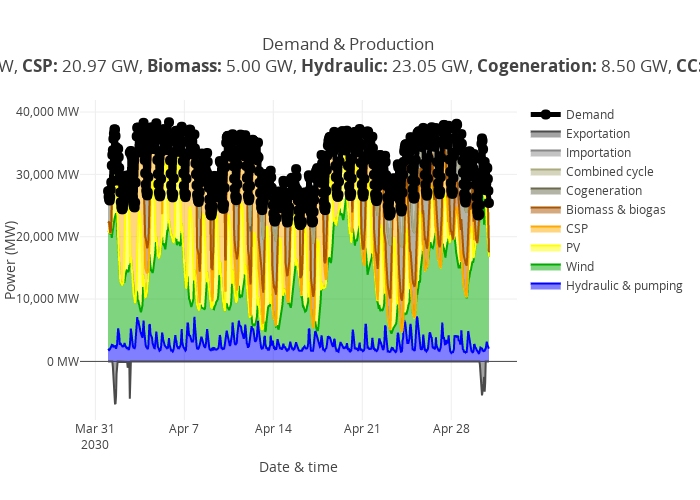 Demand & Production
W, CSP: 20.97 GW, Biomass: 5.00 GW, Hydraulic: 23.05 GW, Cogeneration: 8.50 GW, CC:
40,000 MW
30,000 MW
20,000 MW
10,000 MW
0 MW
Power (MW)
Mar 31
2030
Apr 7
Apr 14
Apr 21
Apr 28
Date & time
Demand
Exportation
Importation
Combined cycle
Cogeneration
Biomass & biogas
CSP
PV
Wind
Hydraulic & pumping